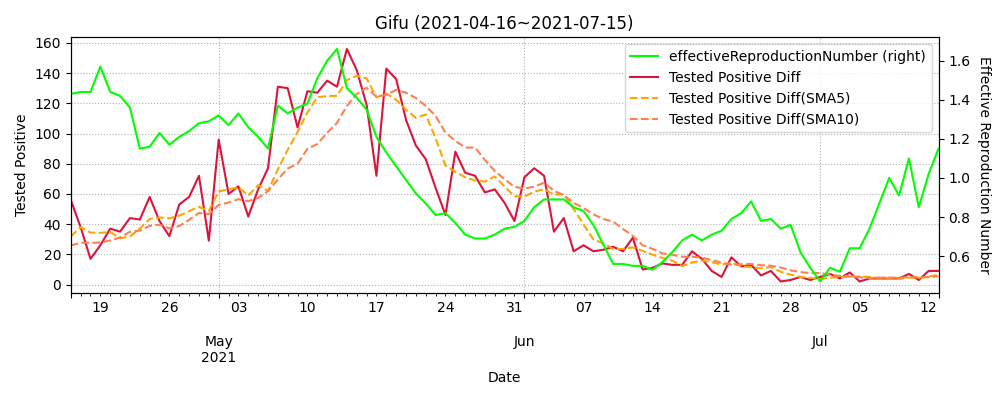 Gifu (2021-04-16~2021-07-15)
effectiveReproductionNumber (right)
Tested Positive Diff
Tested Positive Diff(SMA5)
Tested Positive Diff(SMA10)
Tested Positive
160
140
120
100
80
60
40
20
0
Effective Reproduction Number
1.6
1.4
1.2
1.0
0.8
0.6
19 26 03 10 17 24 31 07 14 21 28 05 12
May Jun Jul
2021
Date